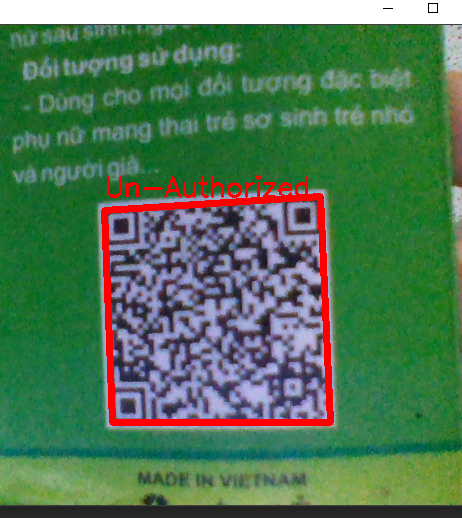 nữ sau sinh, ngư
Đối tượng sử dụng:
- Dùng cho mọi đối tượng đặc biệt
phụ nữ mang thai trẻ sơ sinh trẻ nhỏ
và người già...
Un-Authorized
MADE IN VIETNAM